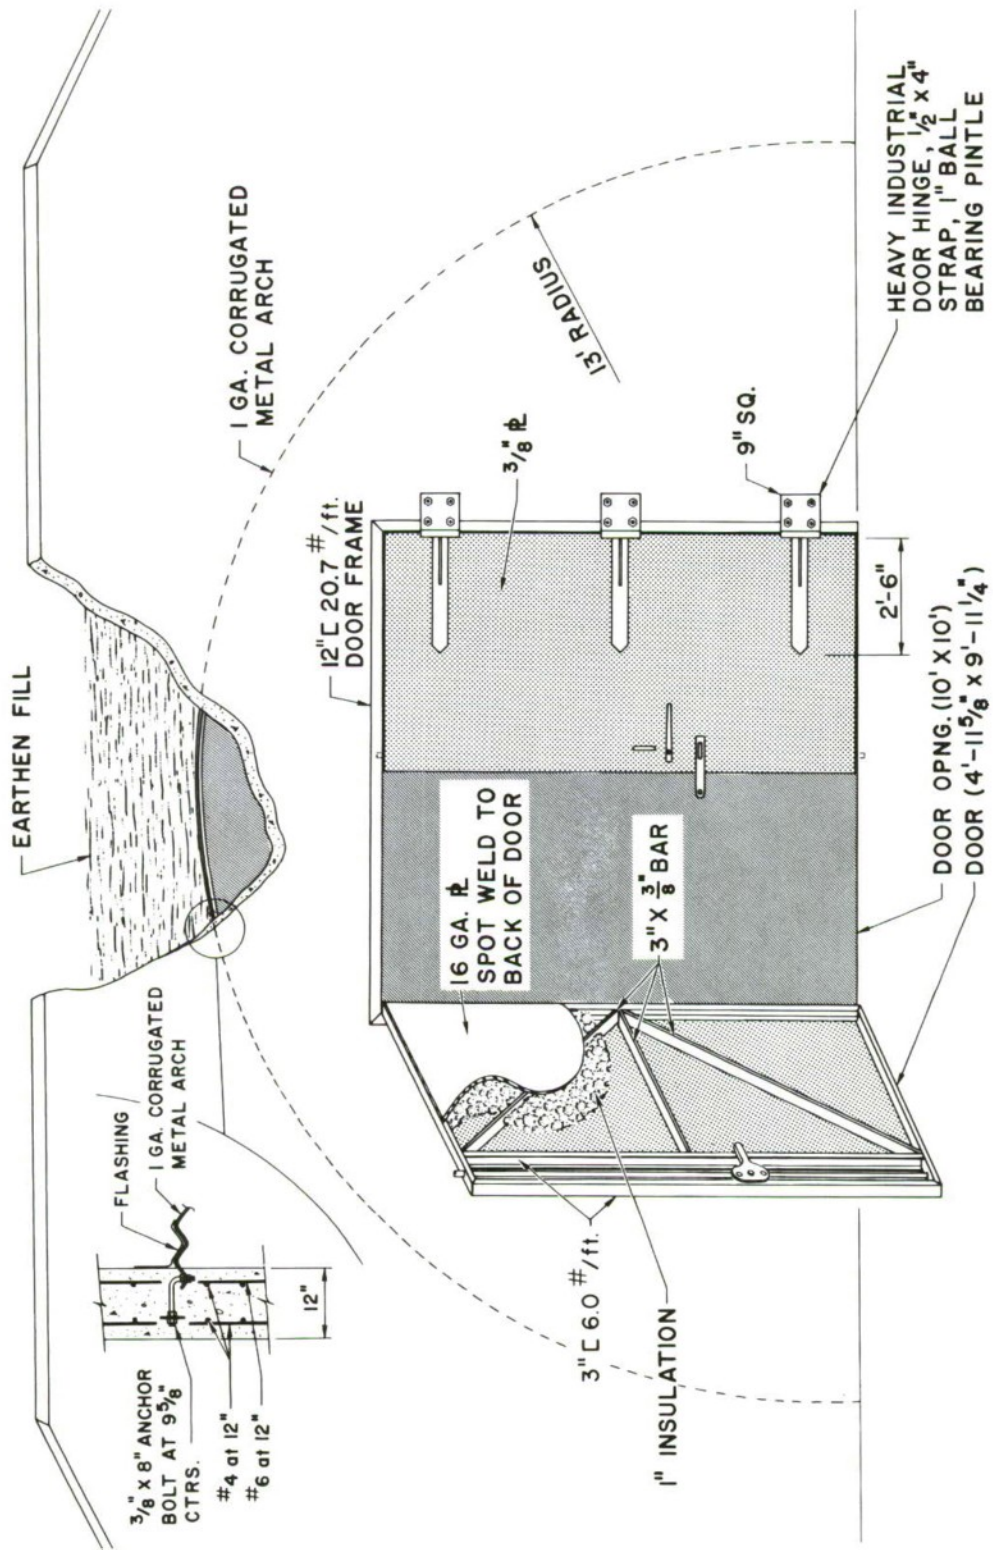 EARTHEN FILL
1 GA. CORRUGATED
METAL ARCH
FLASHING
1 GA. CORRUGATED
METAL ARCH
3/8" X 8" ANCHOR
BOLT AT 9 5/8"
CTRS.
#4 at 12"
#6 at 12"
12"
13' RADIUS
12" [ 20.7 #/ft.
DOOR FRAME
3/8" ⅊
9" SQ.
HEAVY INDUSTRIAL
DOOR HINGE, 1/2" X 4"
STRAP, 1" BALL
BEARING PINTLE
2'-6"
16 GA. ⅊
SPOT WELD TO
BACK OF DOOR
3" X 3/8" BAR
3" [ 6.0 #/ft.
1" INSULATION
DOOR OPNG. (10' X 10')
DOOR (4'-11 5/8" X 9'-11 1/4")